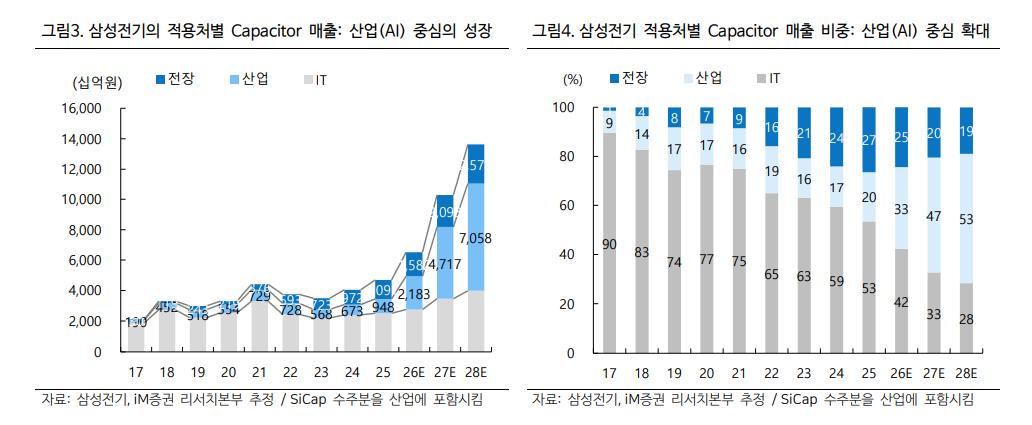 그림3. 삼성전기의 적용처별 Capacitor 매출: 산업(AI) 중심의 성장
(십억원)
전장 산업 IT
16,000
14,000
12,000
10,000
8,000
6,000
4,000
2,000
0
7,058
4,717
2,183
190 452 518 554 729 728 568 673 948
17 18 19 20 21 22 23 24 25 26E 27E 28E
자료: 삼성전기, iM증권 리서치본부 추정 / SiCap 수주분을 산업에 포함시킴
그림4. 삼성전기 적용처별 Capacitor 매출 비중: 산업(AI) 중심 확대
(%)
전장 산업 IT
100
80
60
40
20
0
4 8 7 9 16 21 24 27 25 20 19
9 14 17 17 16 19 16 17 20 33 47 53
90 83 74 77 75 65 63 59 53 42 33 28
17 18 19 20 21 22 23 24 25 26E 27E 28E
자료: 삼성전기, iM증권 리서치본부 추정 / SiCap 수주분을 산업에 포함시킴